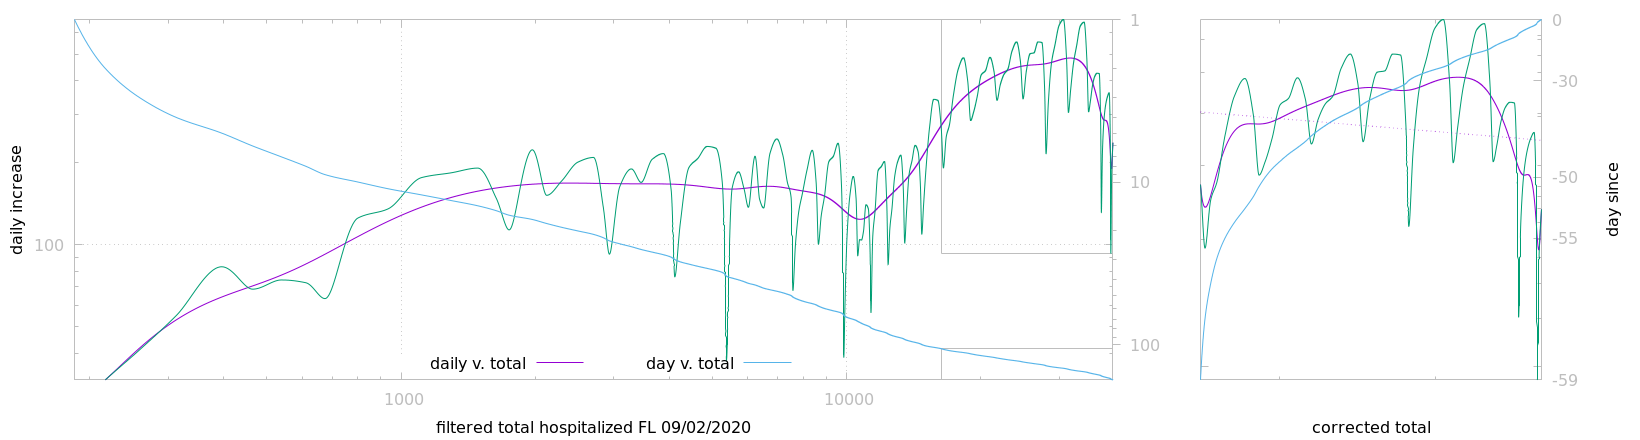 daily increase
100
daily v. total
day v. total
1
10
100
1000
10000
filtered total hospitalized FL 09/02/2020
0
-30
-50
-55
-59
day since
corrected total